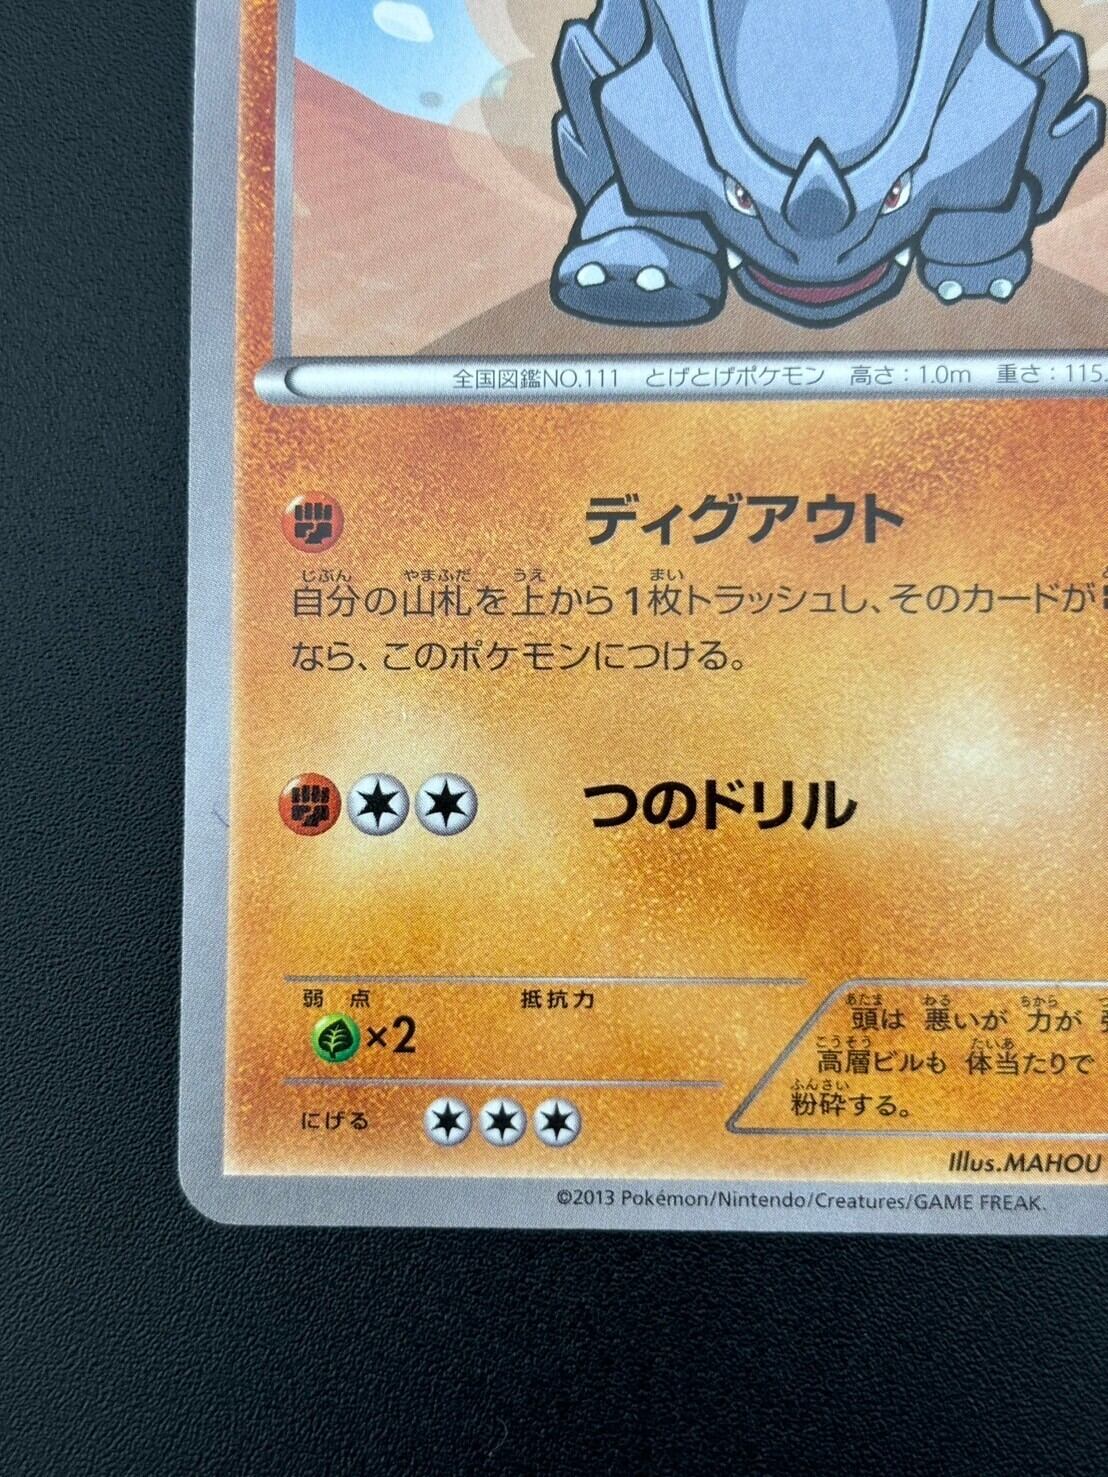 全国図鑑NO.111 とげとげポケモン 高さ:1.0m 重さ:115.
ディグアウト
じぶん やまふだ うえ まい
自分の山札を上から1枚トラッシュし、そのカードが
なら、このポケモンにつける。
つのドリル
弱点 抵抗力
×2
にげる
あたま わる ちから
頭は 悪いが 力が
こうそう たいあ
高層ビルも 体当たりで
ふんさい
粉砕する。
Illus.MAHOU
©2013 Pokémon/Nintendo/Creatures/GAME FREAK.